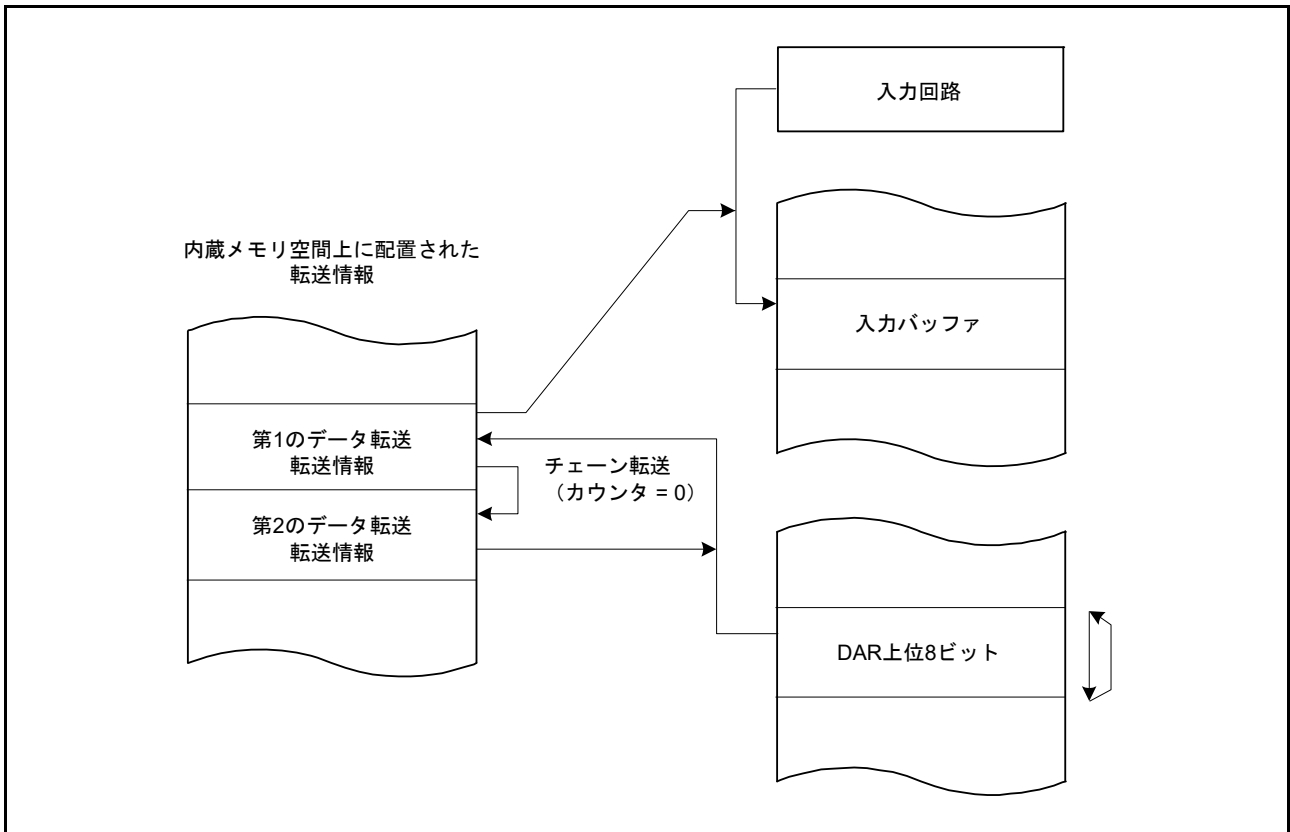 入力回路
内蔵メモリ空間上に配置された
転送情報
入力バッファ
第1のデータ転送
転送情報
チェーン転送
（カウンタ = 0）
第2のデータ転送
転送情報
DAR上位8ビット